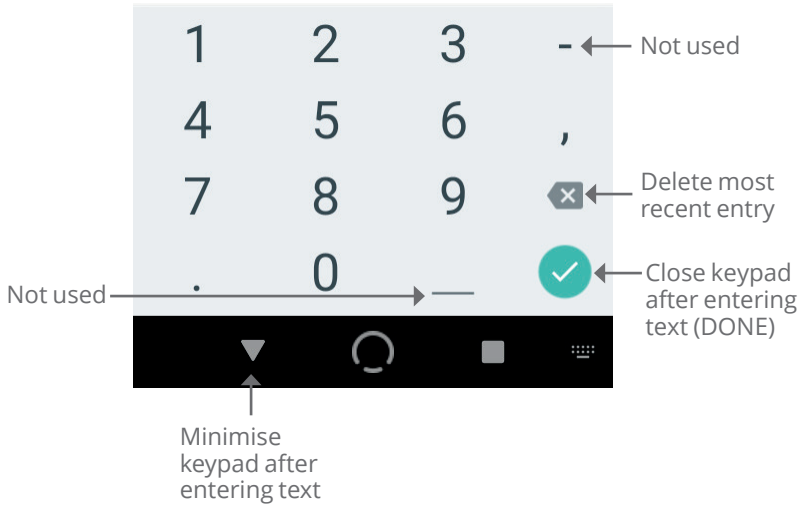 1 2 3 - Not used
4 5 6 ,
7 8 9 Delete most
recent entry
. 0
Not used
Close keypad
after entering
text (DONE)
Minimise
keypad after
entering text